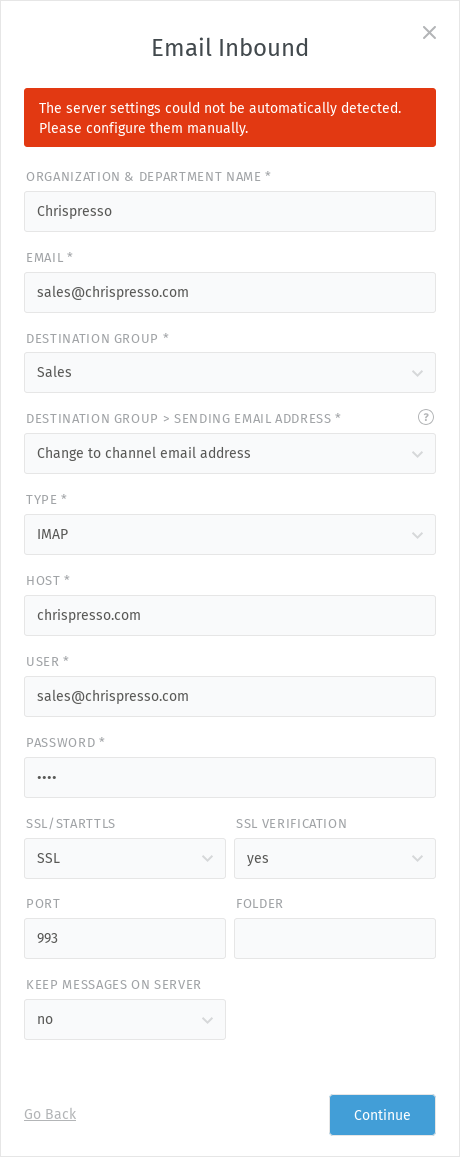 Email Inbound
The server settings could not be automatically detected.
Please configure them manually.
ORGANIZATION & DEPARTMENT NAME *
Chrispresso
EMAIL *
sales@chrispresso.com
DESTINATION GROUP *
Sales
DESTINATION GROUP > SENDING EMAIL ADDRESS *
?
Change to channel email address
TYPE *
IMAP
HOST *
chrispresso.com
USER *
sales@chrispresso.com
PASSWORD *
••••
SSL/STARTTLS
SSL VERIFICATION
SSL
yes
PORT
FOLDER
993
KEEP MESSAGES ON SERVER
no
Go Back
Continue